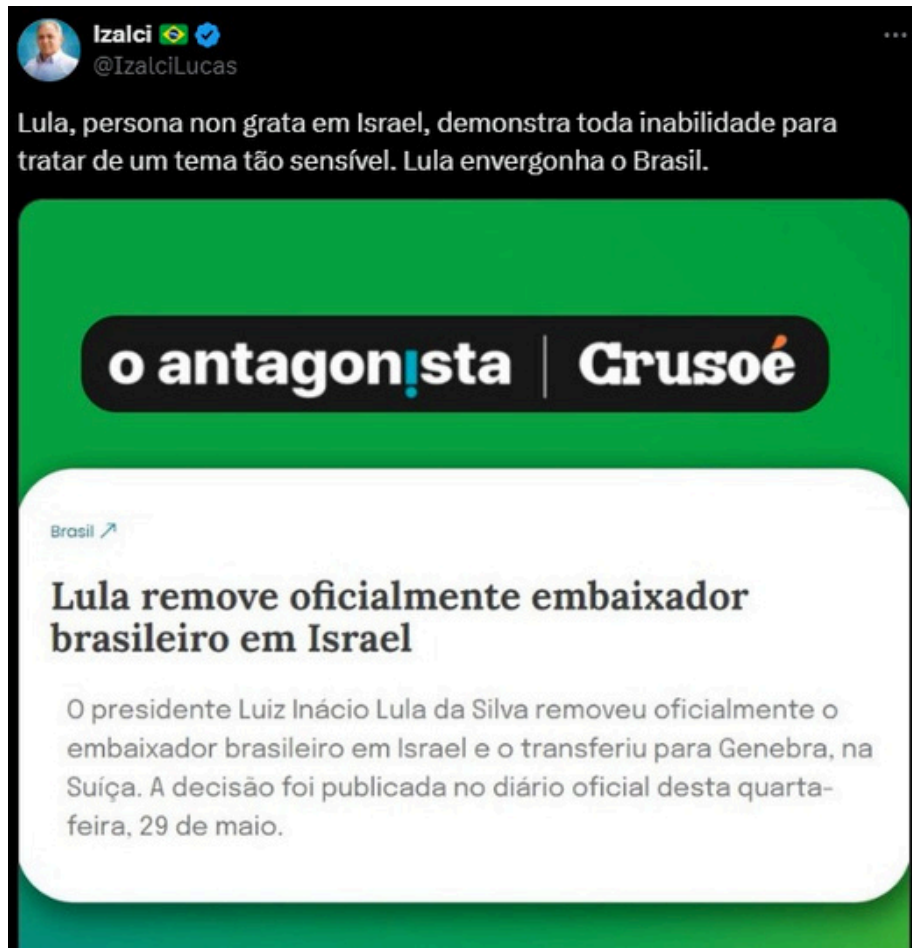 Izalci 🇧🇷
@IzalciLucas
Lula, persona non grata em Israel, demonstra toda inabilidade para
tratar de um tema tão sensível. Lula envergonha o Brasil.
o antagonista | Crusoé
Brasil ↗
Lula remove oficialmente embaixador
brasileiro em Israel
O presidente Luiz Inácio Lula da Silva removeu oficialmente o
embaixador brasileiro em Israel e o transferiu para Genebra, na
Suíça. A decisão foi publicada no diário oficial desta quarta-
feira, 29 de maio.